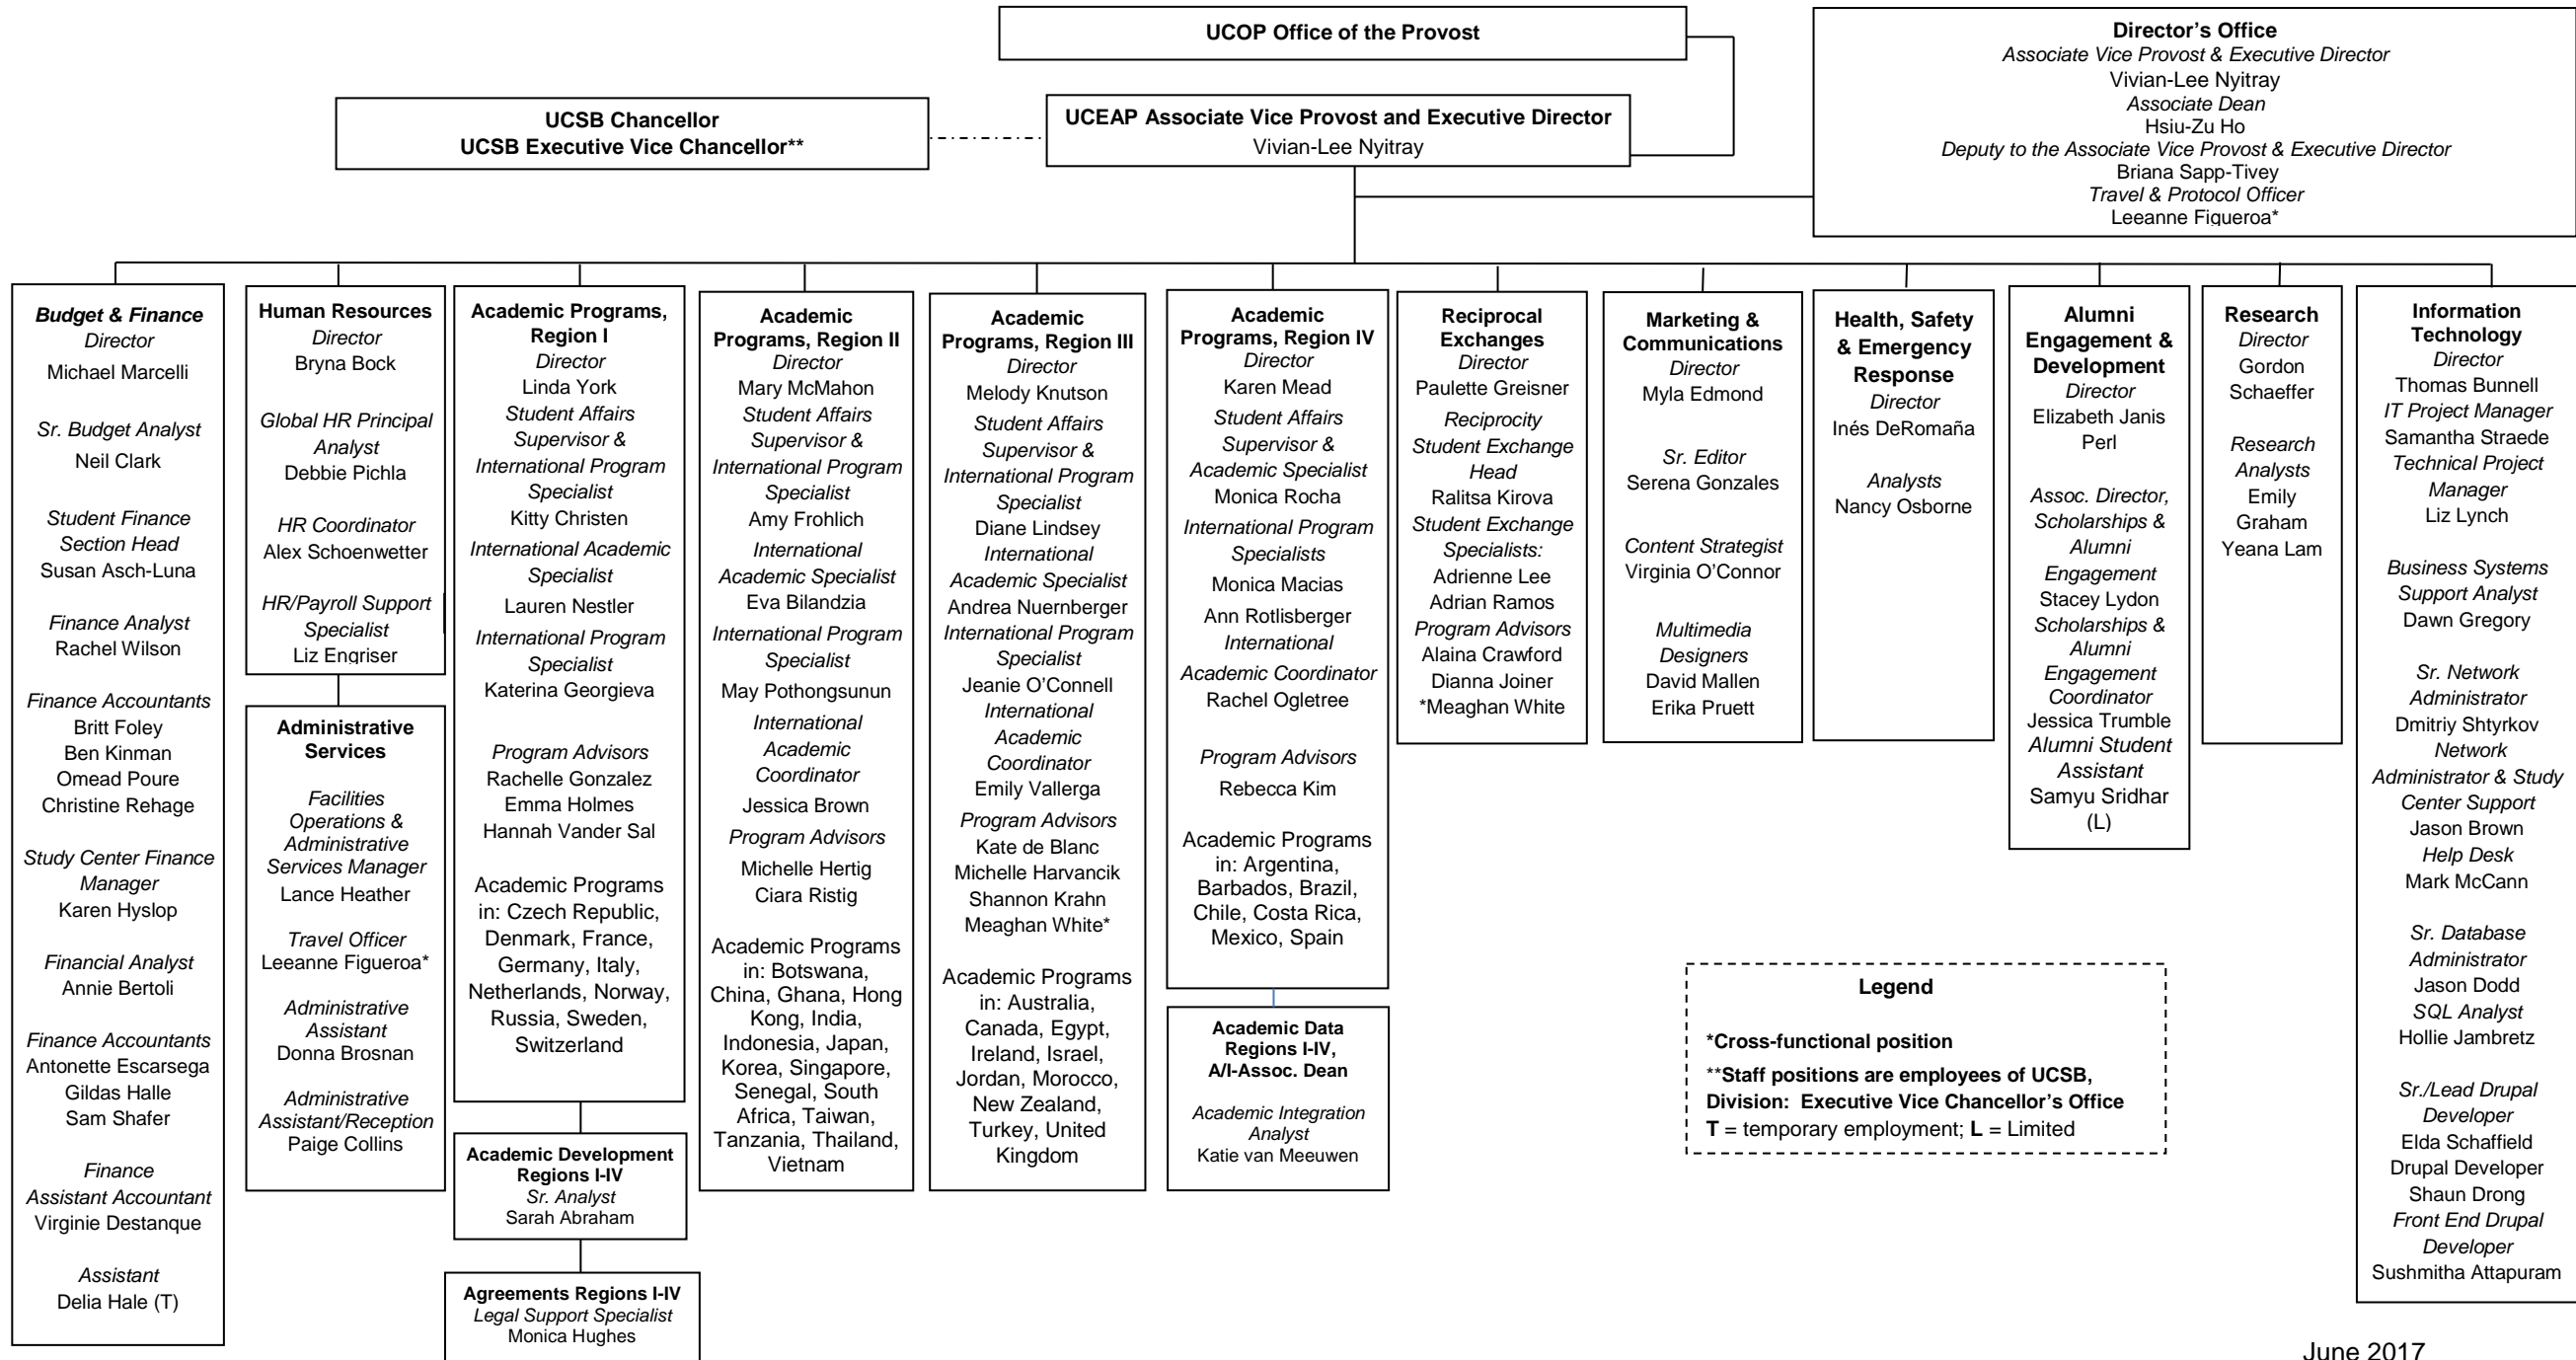 UCOP Office of the Provost
Director's Office
Associate Vice Provost & Executive Director
Vivian-Lee Nyitray
Associate Dean
Hsiu-Zu Ho
Deputy to the Associate Vice Provost & Executive Director
Briana Sapp-Tivey
Travel & Protocol Officer
Leeanne Figueroa*
UCSB Chancellor
UCSB Executive Vice Chancellor**
UCEAP Associate Vice Provost and Executive Director
Vivian-Lee Nyitray
Budget & Finance
Director
Michael Marcelli
Sr. Budget Analyst
Neil Clark
Student Finance
Section Head
Susan Asch-Luna
Finance Analyst
Rachel Wilson
Finance Accountants
Britt Foley
Ben Kinman
Omead Poure
Christine Rehage
Study Center Finance
Manager
Karen Hyslop
Financial Analyst
Annie Bertoli
Finance Accountants
Antonette Escarsega
Gildas Halle
Sam Shafer
Finance
Assistant Accountant
Virginie Destanque
Assistant
Delia Hale (T)
Human Resources
Director
Bryna Bock
Global HR Principal
Analyst
Debbie Pichla
HR Coordinator
Alex Schoenwetter
HR/Payroll Support
Specialist
Liz Engriser
Administrative
Services
Facilities
Operations &
Administrative
Services Manager
Lance Heather
Travel Officer
Leeanne Figueroa*
Administrative
Assistant
Donna Brosnan
Administrative
Assistant/Reception
Paige Collins
Academic Programs,
Region I
Director
Linda York
Student Affairs
Supervisor &
International Program
Specialist
Kitty Christen
International Academic
Specialist
Lauren Nestler
International Program
Specialist
Katerina Georgieva
Program Advisors
Rachelle Gonzalez
Emma Holmes
Hannah Vander Sal
Academic Programs
in: Czech Republic,
Denmark, France,
Germany, Italy,
Netherlands, Norway,
Russia, Sweden,
Switzerland
Academic Development
Regions I-IV
Sr. Analyst
Sarah Abraham
Agreements Regions I-IV
Legal Support Specialist
Monica Hughes
Academic
Programs, Region II
Director
Mary McMahon
Student Affairs
Supervisor &
International Program
Specialist
Amy Frohlich
International
Academic Specialist
Eva Bilandzia
International Program
Specialist
May Pothongsunun
International
Academic
Coordinator
Jessica Brown
Program Advisors
Michelle Hertig
Ciara Ristig
Academic Programs
in: Botswana,
China, Ghana, Hong
Kong, India,
Indonesia, Japan,
Korea, Singapore,
Senegal, South
Africa, Taiwan,
Tanzania, Thailand,
Vietnam
Academic
Programs, Region III
Director
Melody Knutson
Student Affairs
Supervisor &
International Program
Specialist
Diane Lindsey
International
Academic Specialist
Andrea Nuernberger
International Program
Specialist
Jeanie O'Connell
International
Academic
Coordinator
Emily Vallerga
Program Advisors
Kate de Blanc
Michelle Harvancik
Shannon Krahn
Meaghan White*
Academic Programs
in: Australia,
Canada, Egypt,
Ireland, Israel,
Jordan, Morocco,
New Zealand,
Turkey, United
Kingdom
Academic
Programs, Region IV
Director
Karen Mead
Student Affairs
Supervisor &
Academic Specialist
Monica Rocha
International Program
Specialists
Monica Macias
Ann Rotlisberger
International
Academic Coordinator
Rachel Ogletree
Program Advisors
Rebecca Kim
Academic Programs
in: Argentina,
Barbados, Brazil,
Chile, Costa Rica,
Mexico, Spain
Academic Data
Regions I-IV,
A/I-Assoc. Dean
Academic Integration
Analyst
Katie van Meeuwen
Reciprocal
Exchanges
Director
Paulette Greisner
Reciprocity
Student Exchange
Head
Ralitsa Kirova
Student Exchange
Specialists:
Adrienne Lee
Adrian Ramos
Program Advisors
Alaina Crawford
Dianna Joiner
*Meaghan White
Marketing &
Communications
Director
Myla Edmond
Sr. Editor
Serena Gonzales
Content Strategist
Virginia O'Connor
Multimedia
Designers
David Mallen
Erika Pruett
Health, Safety
& Emergency
Response
Director
Inés DeRomaña
Analysts
Nancy Osborne
Alumni
Engagement &
Development
Director
Elizabeth Janis
Perl
Assoc. Director,
Scholarships &
Alumni
Engagement
Stacey Lydon
Scholarships &
Alumni
Engagement
Coordinator
Jessica Trumble
Alumni Student
Assistant
Samyu Sridhar
(L)
Research
Director
Gordon
Schaeffer
Research
Analysts
Emily
Graham
Yeana Lam
Information
Technology
Director
Thomas Bunnell
IT Project Manager
Samantha Straede
Technical Project
Manager
Liz Lynch
Business Systems
Support Analyst
Dawn Gregory
Sr. Network
Administrator
Dmitriy Shtyrkov
Network
Administrator & Study
Center Support
Jason Brown
Help Desk
Mark McCann
Sr. Database
Administrator
Jason Dodd
SQL Analyst
Hollie Jambretz
Sr./Lead Drupal
Developer
Elda Schaffield
Drupal Developer
Shaun Drong
Front End Drupal
Developer
Sushmitha Attapuram
Legend
*Cross-functional position
**Staff positions are employees of UCSB,
Division: Executive Vice Chancellor's Office
T = temporary employment; L = Limited
June 2017